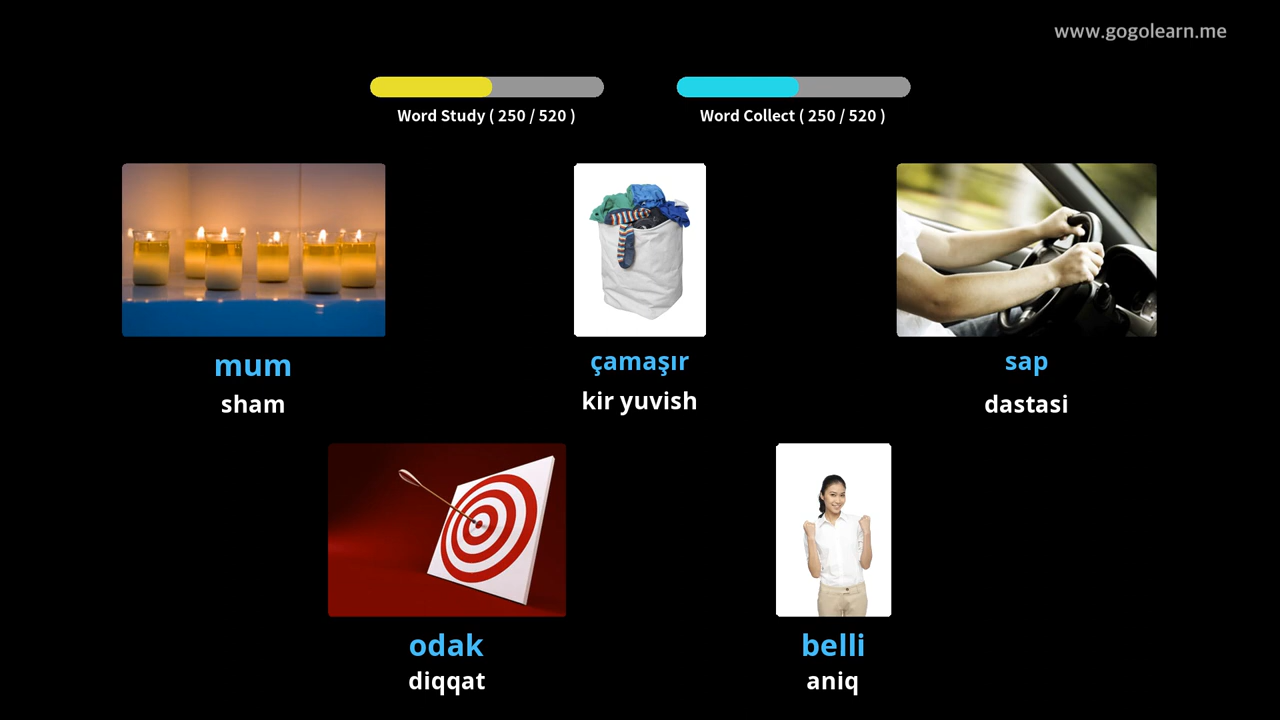 www.gogolearn.me
Word Study ( 250 / 520 )
Word Collect ( 250 / 520 )
mum
sham
çamaşır
kir yuvish
sap
dastasi
odak
diqqat
belli
aniq